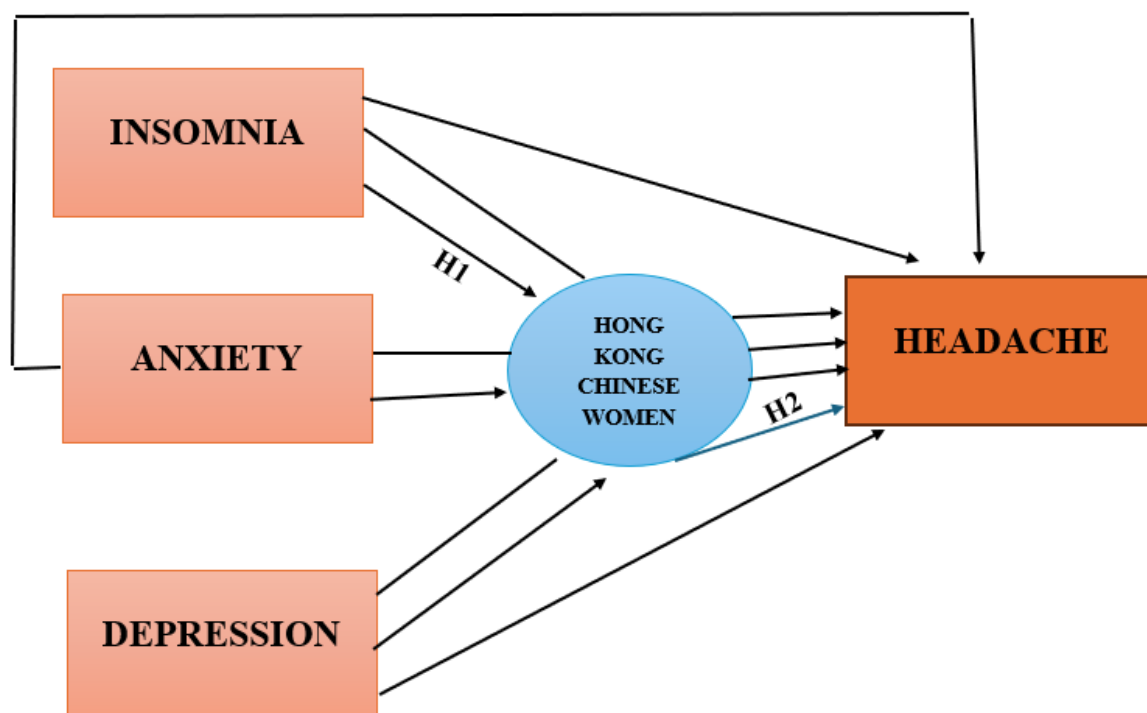 INSOMNIA
H1
ANXIETY
HONG
KONG
CHINESE
WOMEN
HEADACHE
H2
DEPRESSION